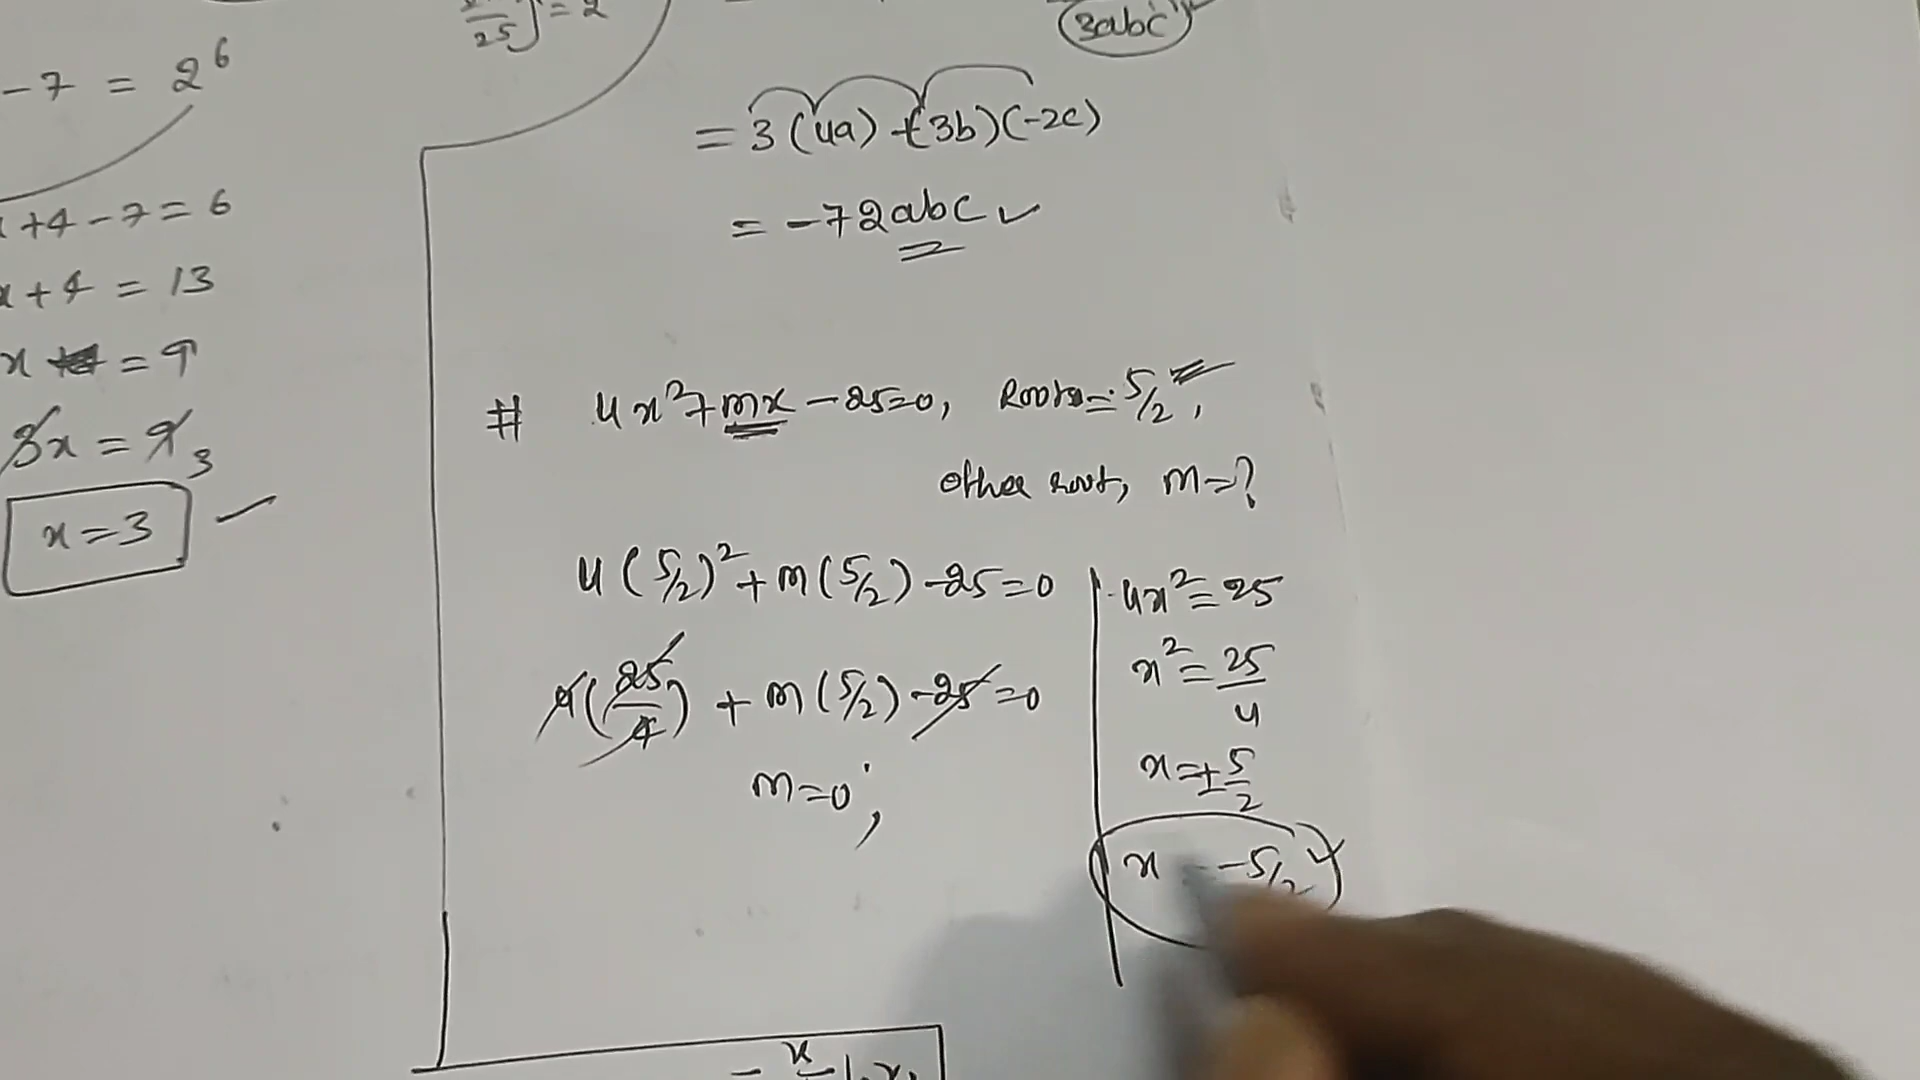 -7 = 2^6
+4-7=6
x+4 = 13
x = 9
3x = 9 3
x=3
25 = 2
3abc
= 3(4a) + (3b)(-2c)
= -72abc ✓
# 4x²+mx-25=0, Roots=5/2,
other root, m=?
4(5/2)²+m(5/2)-25=0
4(25/4) + m(5/2)-25=0
m=0;
4x²=25
x²=25/4
x=±5/2
x = -5/2